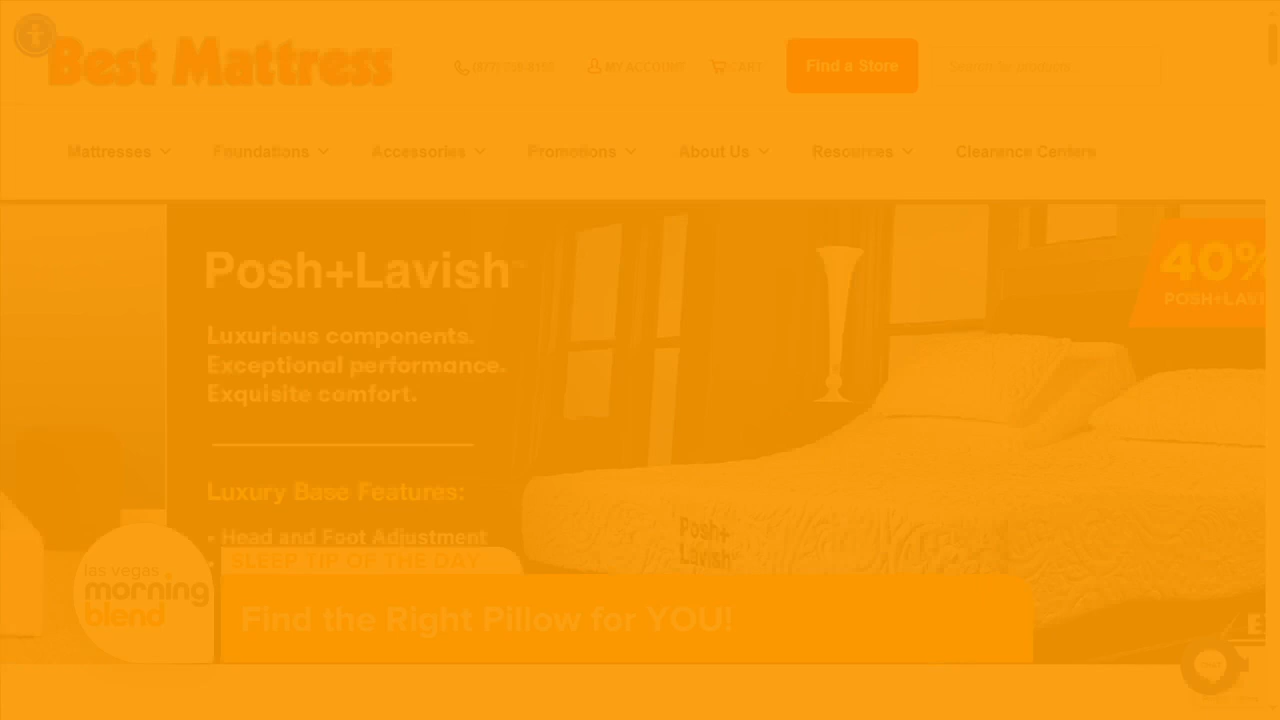 Best Mattress
MY ACCOUNT
CART
Find a Store
Search for products
Mattresses
Foundations
Accessories
Promotions
About Us
Resources
Clearance Centers
Posh+Lavish
40%
Luxurious components.
Exceptional performance.
Exquisite comfort.
Luxury Base Features:
• Head and Foot Adjustment
Posh+
Lavish
las vegas
morning
blend
SLEEP TIP OF THE DAY
Find the Right Pillow for YOU!